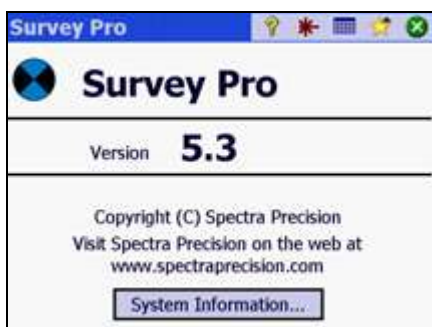 Survey Pro
Survey Pro
Version 5.3
Copyright (C) Spectra Precision
Visit Spectra Precision on the web at
www.spectraprecision.com
System Information...